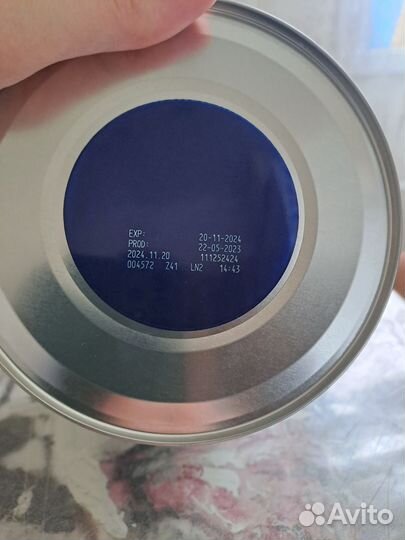 EXP: 20-11-2024
PROD: 22-05-2023
2024.11.20 111252424
004572 Z41 LN2 14:43
Avito